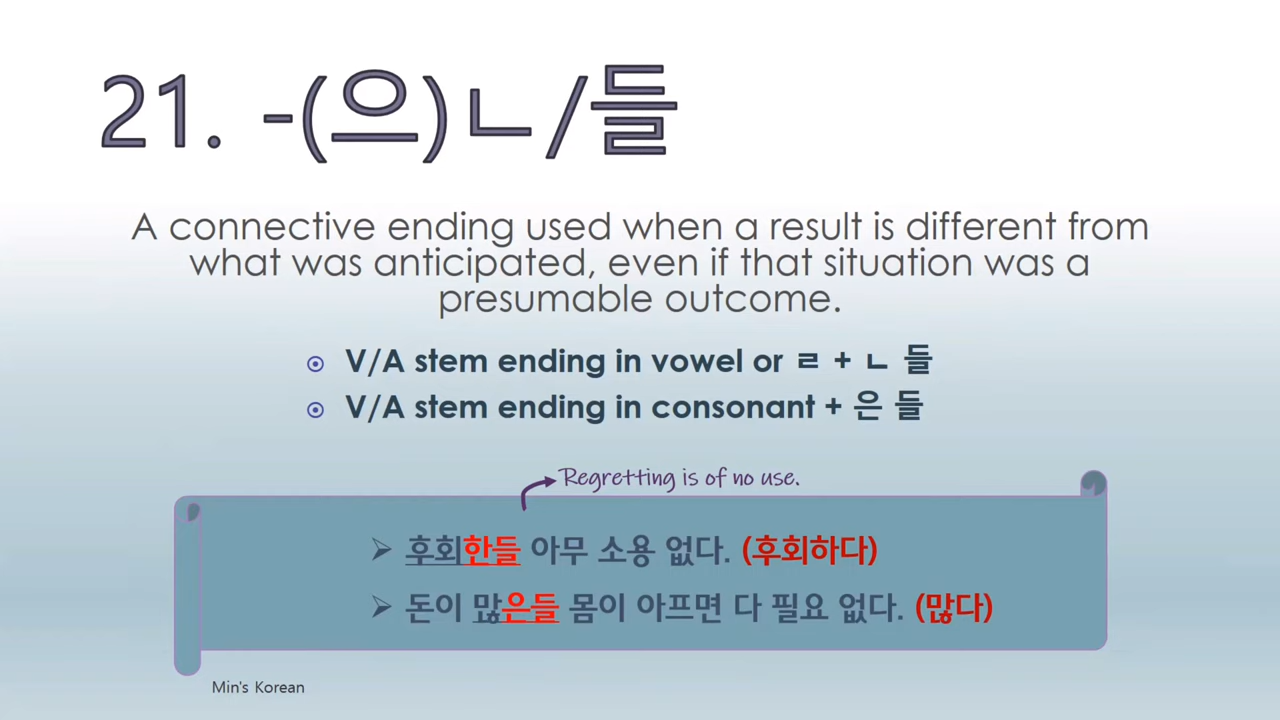 21. -(으)ㄴ/들
A connective ending used when a result is different from
what was anticipated, even if that situation was a
presumable outcome.
V/A stem ending in vowel or ㄹ + ㄴ 들
V/A stem ending in consonant + 은 들
Regretting is of no use.
후회한들 아무 소용 없다. (후회하다)
돈이 많은들 몸이 아프면 다 필요 없다. (많다)
Min's Korean